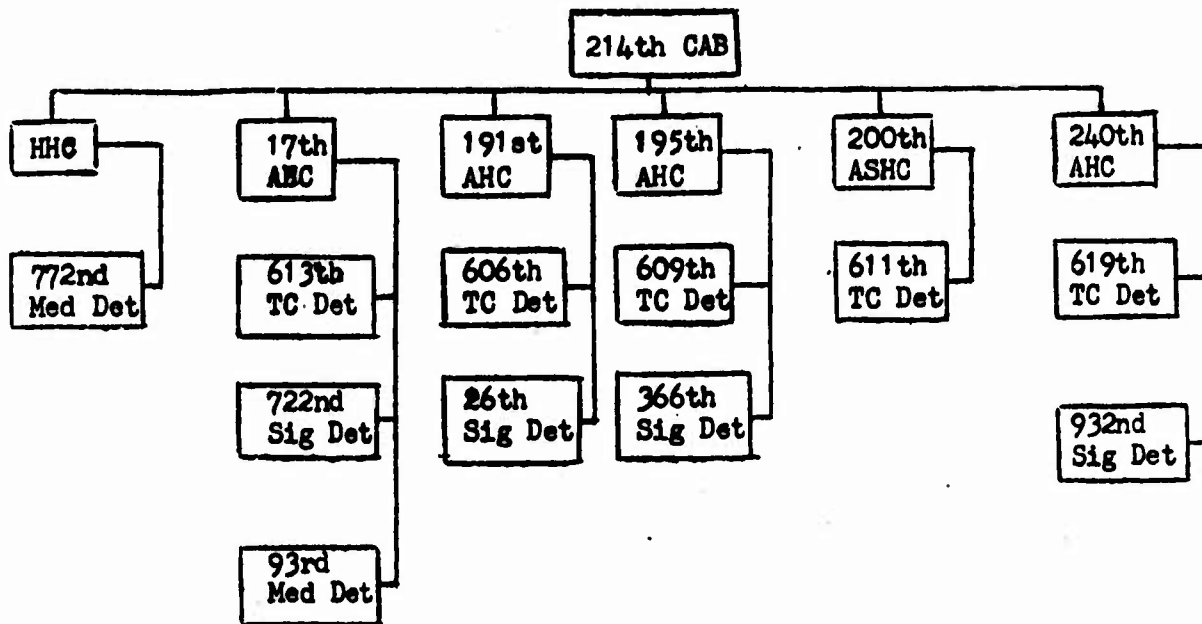 214th CAB
HHC
17th
AHC
191st
AHC
195th
AHC
200th
ASHC
240th
AHC
772nd
Med Det
613th
TC Det
606th
TC Det
609th
TC Det
611th
TC Det
619th
TC Det
722nd
Sig Det
26th
Sig Det
366th
Sig Det
932nd
Sig Det
93rd
Med Det